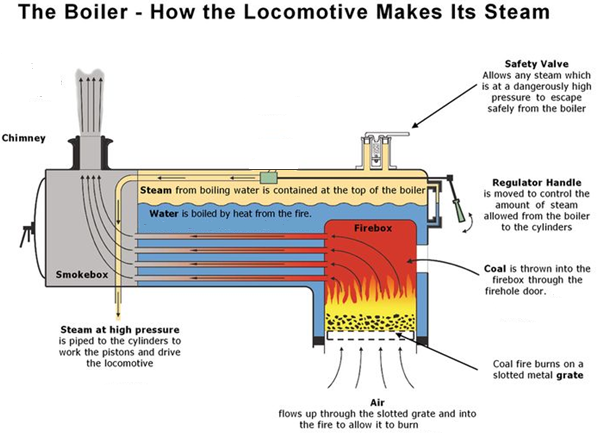 The Boiler - How the Locomotive Makes Its Steam
Safety Valve
Allows any steam which
is at a dangerously high
pressure to escape
safely from the boiler
Chimney
Steam from boiling water is contained at the top of the boiler
Water is boiled by heat from the fire.
Regulator Handle
is moved to control the
amount of steam
allowed from the boiler
to the cylinders
Firebox
Smokebox
Coal is thrown into the
firebox through the
firehole door.
Steam at high pressure
is piped to the cylinders to
work the pistons and drive
the locomotive
Coal fire burns on a
slotted metal grate
Air
flows up through the slotted grate and into
the fire to allow it to burn